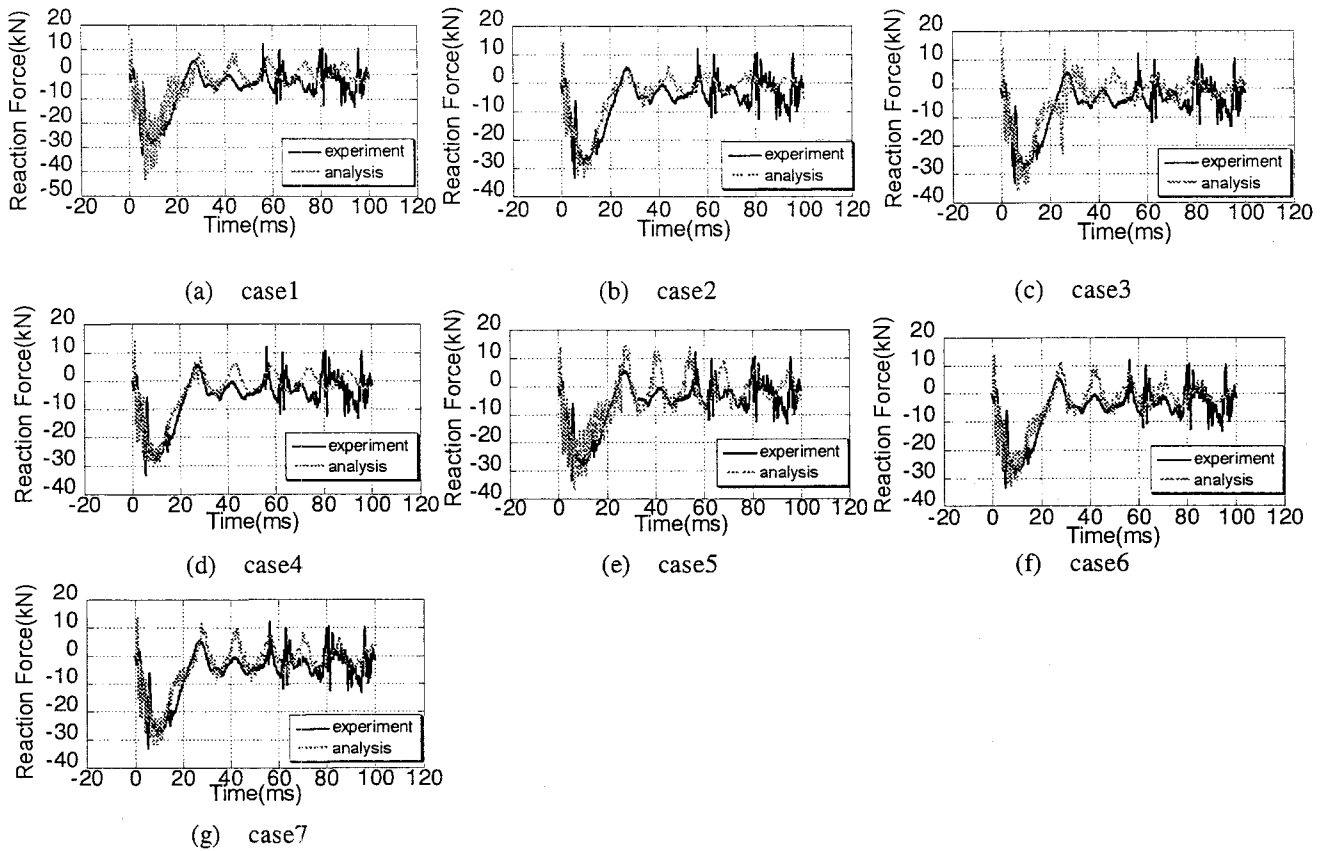 Reaction Force(kN)
20
10
0
-10
-20
-30
-40
-50
-20 0 20 40 60 80 100 120
Time(ms)
experiment
analysis
(a) case1
Reaction Force(kN)
20
10
0
-10
-20
-30
-40
-20 0 20 40 60 80 100 120
Time(ms)
experiment
analysis
(b) case2
Reaction Force(kN)
20
10
0
-10
-20
-30
-40
-20 0 20 40 60 80 100 120
Time(ms)
experiment
analysis
(c) case3
Reaction Force(kN)
20
10
0
-10
-20
-30
-40
-20 0 20 40 60 80 100 120
Time(ms)
experiment
analysis
(d) case4
Reaction Force(kN)
20
10
0
-10
-20
-30
-40
-20 0 20 40 60 80 100 120
Time(ms)
experiment
analysis
(e) case5
Reaction Force(kN)
20
10
0
-10
-20
-30
-40
-20 0 20 40 60 80 100 120
Time(ms)
experiment
analysis
(f) case6
Reaction Force(kN)
20
10
0
-10
-20
-30
-40
-20 0 20 40 60 80 100 120
Time(ms)
experiment
analysis
(g) case7